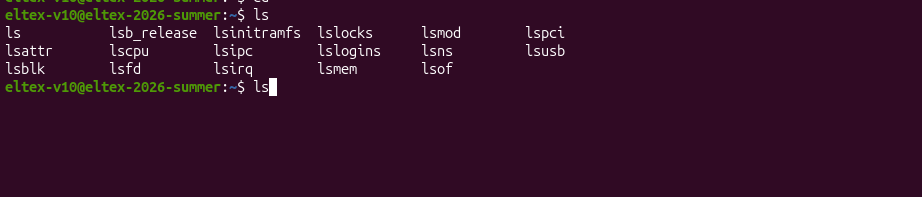 eltex-v10@eltex-2026-summer:~$ ls
ls lsb_release lsinitramfs lslocks lsmod lspci
lsattr lscpu lsipc lslogins lsns lsusb
lsblk lsfd lsirq lsmem lsof
eltex-v10@eltex-2026-summer:~$ ls